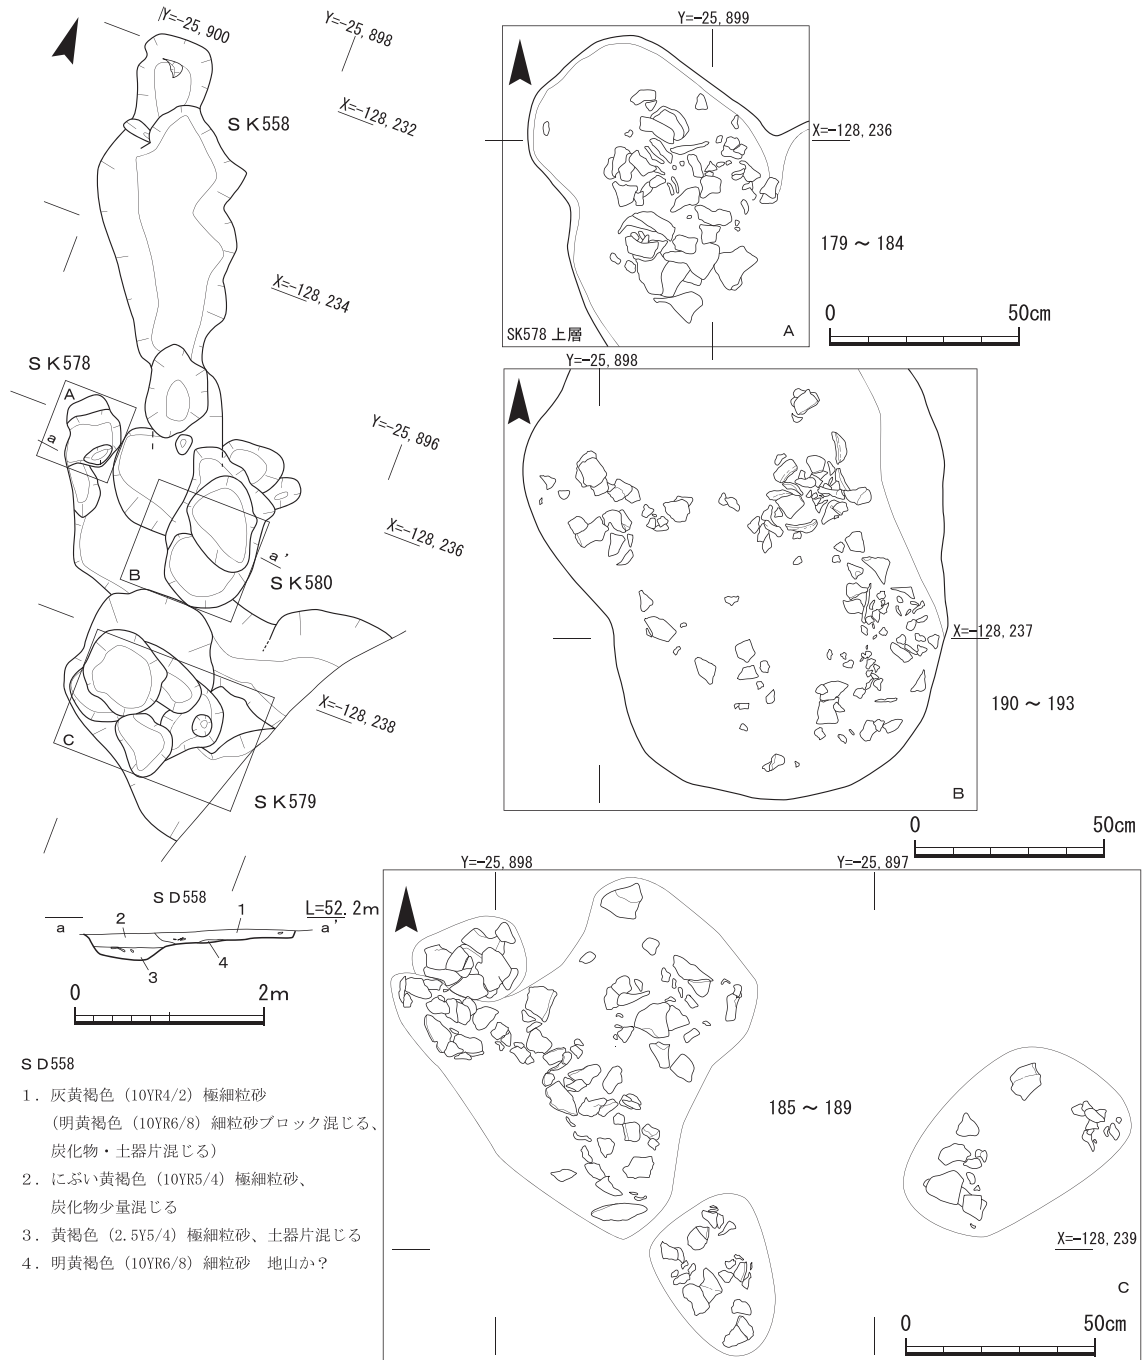 Y=-25,900
Y=-25,898
X=-128,232
ＳＫ558
X=-128,234
ＳＫ578
A
a
Y=-25,896
X=-128,236
a'
B
ＳＫ580
X=-128,238
C
ＳＫ579
Y=-25,899
X=-128,236
179 ～ 184
SK578 上層
A
0 50cm
Y=-25,898
X=-128,237
190 ～ 193
B
0 50cm
Y=-25,898
Y=-25,897
185 ～ 189
X=-128,239
C
0 50cm
ＳＤ558
L=52.2m
a
2
1
a'
3
4
0 2m
ＳＤ558
1．灰黄褐色（10YR4/2）極細粒砂
（明黄褐色（10YR6/8）細粒砂ブロック混じる、
炭化物・土器片混じる）
2．にぶい黄褐色（10YR5/4）極細粒砂、
炭化物少量混じる
3．黄褐色（2.5Y5/4）極細粒砂、土器片混じる
4．明黄褐色（10YR6/8）細粒砂　地山か？